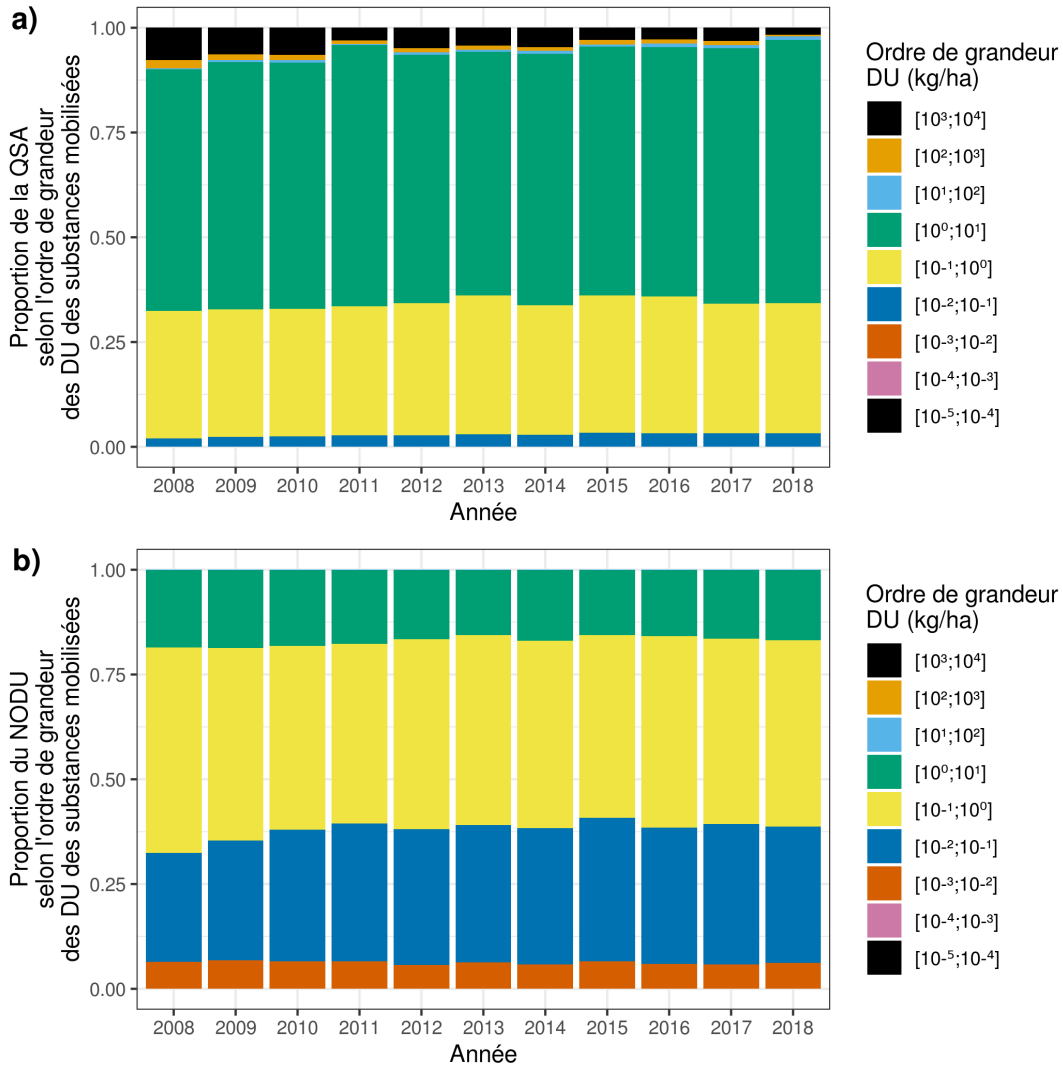 a)
Proportion de la QSA
selon l'ordre de grandeur
des DU des substances mobilisées
1.00
0.75
0.50
0.25
0.00
2008 2009 2010 2011 2012 2013 2014 2015 2016 2017 2018
Année
Ordre de grandeur
DU (kg/ha)
[10³;10⁴]
[10²;10³]
[10¹;10²]
[10⁰;10¹]
[10-¹;10⁰]
[10-²;10-¹]
[10-³;10-²]
[10-⁴;10-³]
[10-⁵;10-⁴]
b)
Proportion du NODU
selon l'ordre de grandeur
des DU des substances mobilisées
1.00
0.75
0.50
0.25
0.00
2008 2009 2010 2011 2012 2013 2014 2015 2016 2017 2018
Année
Ordre de grandeur
DU (kg/ha)
[10³;10⁴]
[10²;10³]
[10¹;10²]
[10⁰;10¹]
[10-¹;10⁰]
[10-²;10-¹]
[10-³;10-²]
[10-⁴;10-³]
[10-⁵;10-⁴]